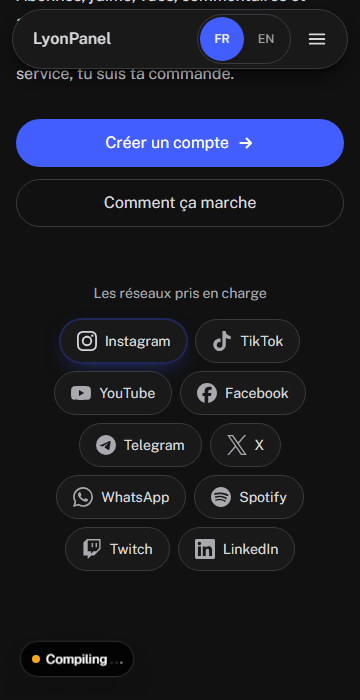 LyonPanel
FR
EN
service, tu suis ta commande.
Créer un compte →
Comment ça marche
Les réseaux pris en charge
Instagram
TikTok
YouTube
Facebook
Telegram
X
WhatsApp
Spotify
Twitch
LinkedIn
Compiling ...